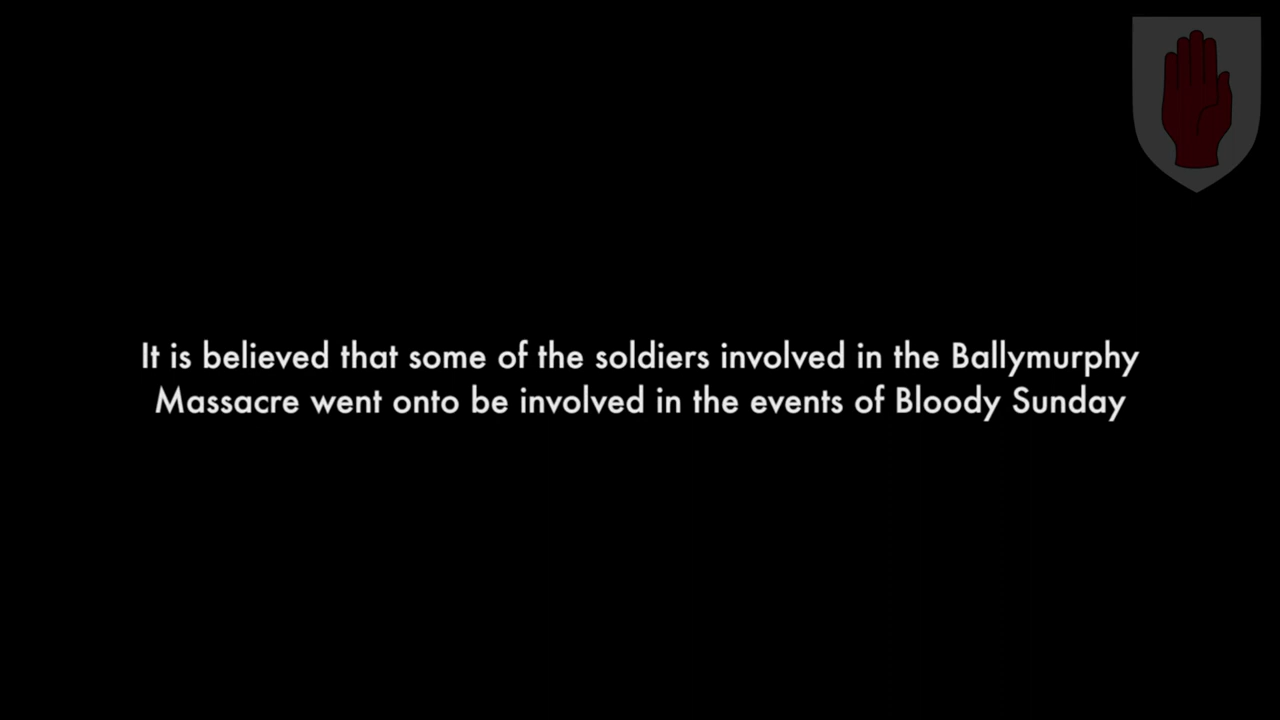 It is believed that some of the soldiers involved in the Ballymurphy
Massacre went onto be involved in the events of Bloody Sunday